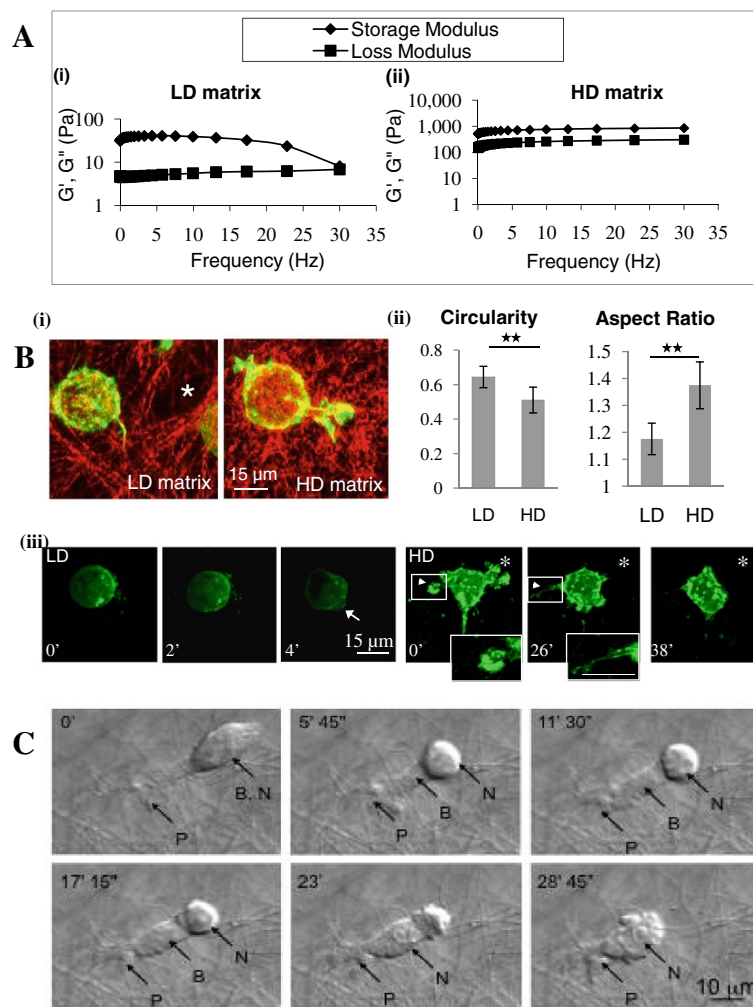 A
Storage Modulus
Loss Modulus
(i)
LD matrix
G', G" (Pa)
100
10
1
0 5 10 15 20 25 30 35
Frequency (Hz)
(ii)
HD matrix
G', G" (Pa)
10,000
1,000
100
10
1
0 5 10 15 20 25 30 35
Frequency (Hz)
B
(i)
*
LD matrix
15 µm
HD matrix
(ii)
Circularity
★★
0.8
0.6
0.4
0.2
0
LD HD
Aspect Ratio
★★
1.5
1.4
1.3
1.2
1.1
1
LD HD
(iii)
LD
0’
2’
4’
15 µm
HD
*
0’
*
26’
*
38’
C
0'
B, N
P
5' 45"
N
B
P
11' 30"
N
B
P
17' 15"
N
B
P
23'
N
P
28' 45"
N
P
10 µm